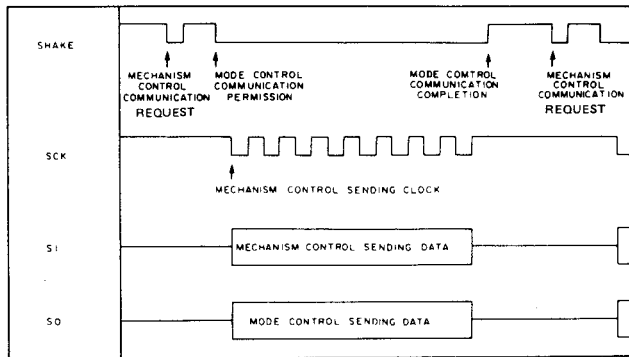 SHAKE
MECHANISM
CONTROL
COMMUNICATION
REQUEST
MODE CONTROL
COMMUNICATION
PERMISSION
MODE COMTROL
COMMUNICATION
COMPLETION
MECHANISM
CONTROL
COMMUNICATION
REQUEST
SCK
MECHANISM CONTROL SENDING CLOCK
SI
MECHANISM CONTROL SENDING DATA
SO
MODE CONTROL SENDING DATA